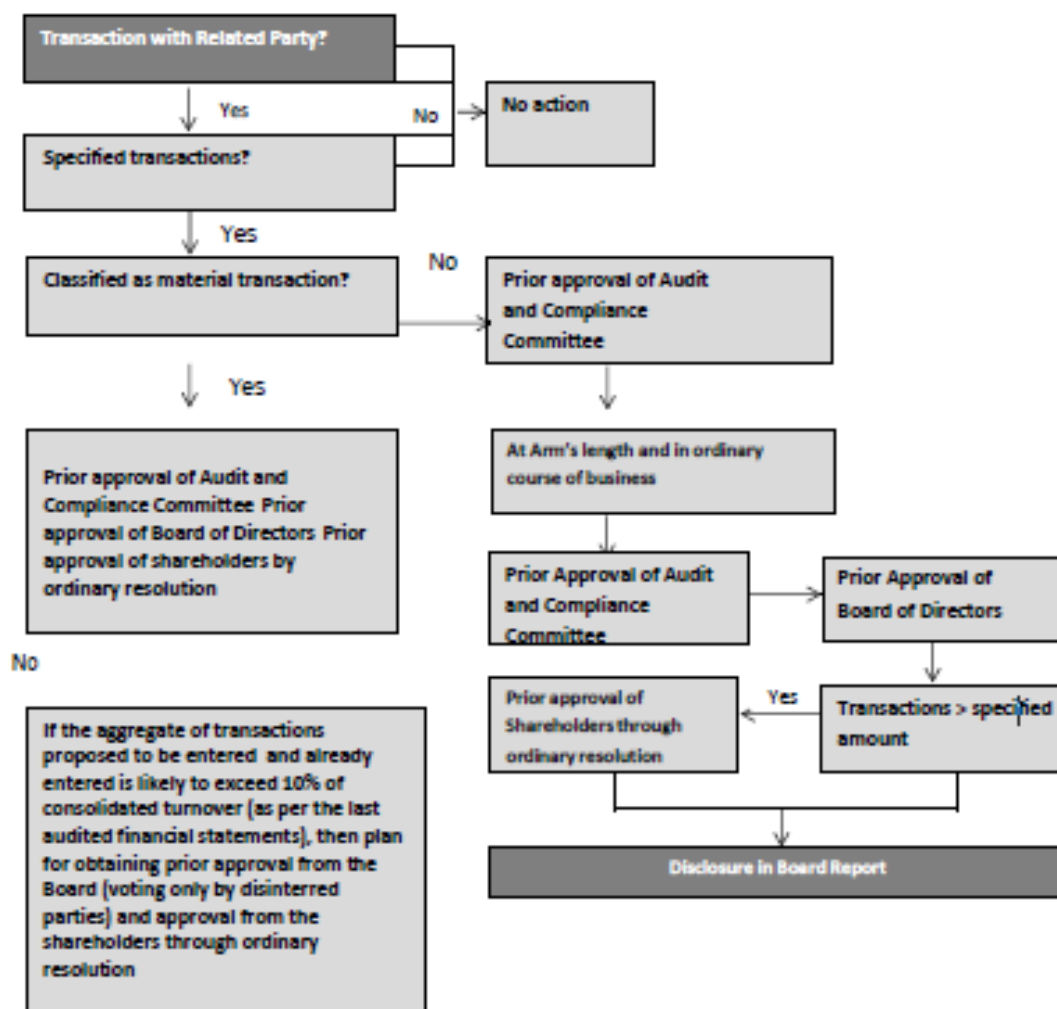 Transaction with Related Party?
Yes
No
No action
Specified transactions?
Yes
Classified as material transaction?
No
Prior approval of Audit
and Compliance
Committee
Yes
Prior approval of Audit and
Compliance Committee Prior
approval of Board of Directors Prior
approval of shareholders by
ordinary resolution
At Arm's length and in ordinary
course of business
Prior Approval of Audit
and Compliance
Committee
Prior Approval of
Board of Directors
No
Prior approval of
Shareholders through
ordinary resolution
Yes
Transactions > specified
amount
If the aggregate of transactions
proposed to be entered and already
entered is likely to exceed 10% of
consolidated turnover (as per the last
audited financial statements), then plan
for obtaining prior approval from the
Board (voting only by disinterred
parties) and approval from the
shareholders through ordinary
resolution
Disclosure in Board Report